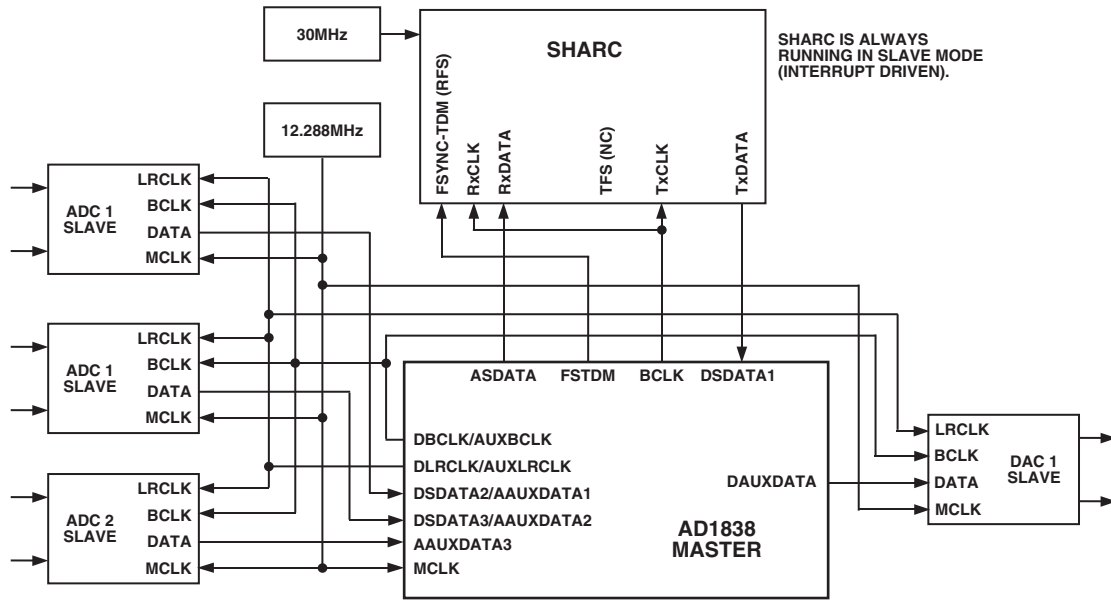 30MHz
SHARC
SHARC IS ALWAYS
RUNNING IN SLAVE MODE
(INTERRUPT DRIVEN).
12.288MHz
FSYNC-TDM (RFS)
RxCLK
RxDATA
TFS (NC)
TxCLK
TxDATA
ADC 1
SLAVE
LRCLK
BCLK
DATA
MCLK
ADC 1
SLAVE
LRCLK
BCLK
DATA
MCLK
ADC 2
SLAVE
LRCLK
BCLK
DATA
MCLK
ASDATA
FSTDM
BCLK
DSDATA1
DBCLK/AUXBCLK
DLRCLK/AUXLRCLK
DSDATA2/AAUXDATA1
DSDATA3/AAUXDATA2
AAUXDATA3
MCLK
DAUXDATA
AD1838
MASTER
LRCLK
BCLK
DATA
MCLK
DAC 1
SLAVE